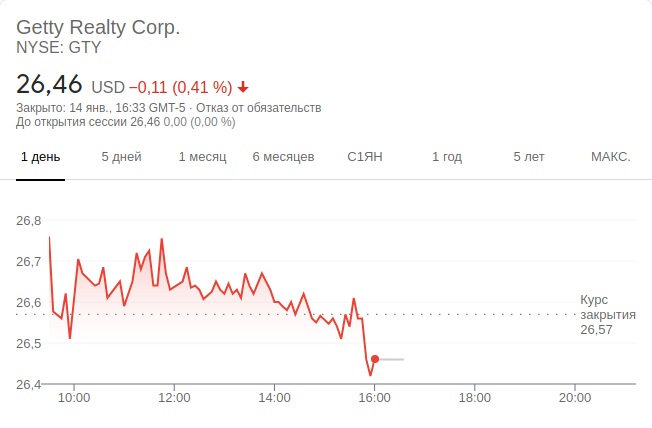 Getty Realty Corp.
NYSE: GTY
26,46 USD −0,11 (0,41 %)
Закрыто: 14 янв., 16:33 GMT-5 · Отказ от обязательств
До открытия сессии 26,46 0,00 (0,00 %)
1 день 5 дней 1 месяц 6 месяцев С1ЯН 1 год 5 лет МАКС.
26,8
26,7
26,6
26,5
26,4
Курс
закрытия
26,57
10:00 12:00 14:00 16:00 18:00 20:00